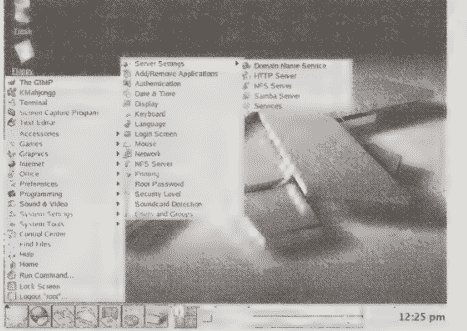 Trash
Floppy
The GIMP
KMahjongg
Terminal
Screen Capture Program
Text Editor
Accessories
Games
Graphics
Internet
Office
Preferences
Programming
Sound & Video
System Settings
System Tools
Control Center
Find Files
Help
Home
Run Command...
Lock Screen
Logout "root"...
Server Settings
Add/Remove Applications
Authentication
Date & Time
Display
Keyboard
Language
Login Screen
Mouse
Network
NFS Server
Printing
Root Password
Security Level
Soundcard Detection
Users and Groups
Domain Name Service
HTTP Server
NFS Server
Samba Server
Services
12:25 pm